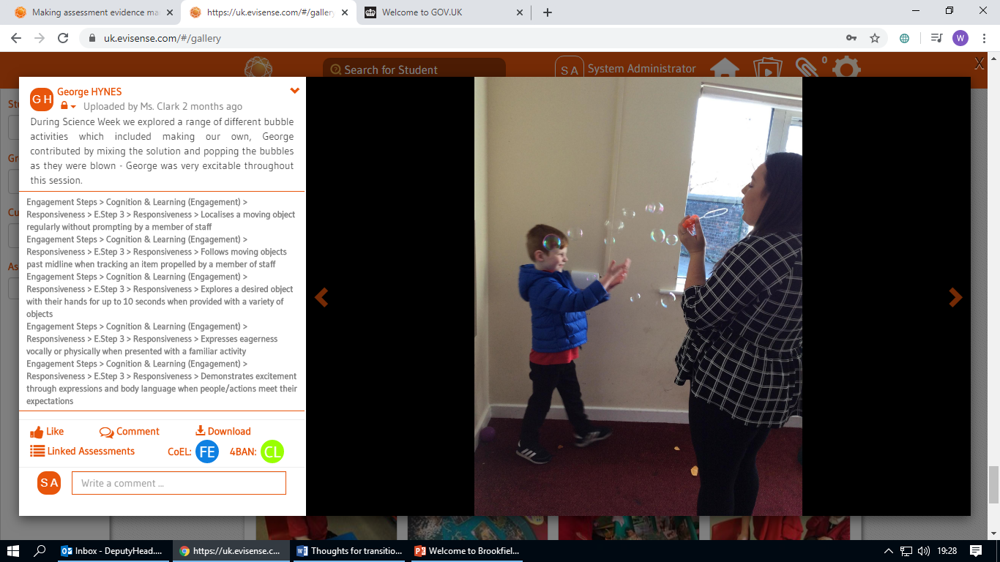 Making assessment evidence ma
https://uk.evisense.com/#/gallery
Welcome to GOV.UK
uk.evisense.com/#/gallery
W
Search for Student
S A
System Administrator
0
X
G H
George HYNES
Uploaded by Ms. Clark 2 months ago
During Science Week we explored a range of different bubble
activities which included making our own, George
contributed by mixing the solution and popping the bubbles
as they were blown - George was very excitable throughout
this session.
St
Gr
Cu
As
Engagement Steps > Cognition & Learning (Engagement) >
Responsiveness > E.Step 3 > Responsiveness > Localises a moving object
regularly without prompting by a member of staff
Engagement Steps > Cognition & Learning (Engagement) >
Responsiveness > E.Step 3 > Responsiveness > Follows moving objects
past midline when tracking an item propelled by a member of staff
Engagement Steps > Cognition & Learning (Engagement) >
Responsiveness > E.Step 3 > Responsiveness > Explores a desired object
with their hands for up to 10 seconds when provided with a variety of
objects
Engagement Steps > Cognition & Learning (Engagement) >
Responsiveness > E.Step 3 > Responsiveness > Expresses eagerness
vocally or physically when presented with a familiar activity
Engagement Steps > Cognition & Learning (Engagement) >
Responsiveness > E.Step 3 > Responsiveness > Demonstrates excitement
through expressions and body language when people/actions meet their
expectations
Like Comment Download
Linked Assessments CoEL: FE 4BAN: CL
S A Write a comment ...
Inbox - DeputyHead....
https://uk.evisense.c...
Thoughts for transitio...
Welcome to Brookfiel...
19:28